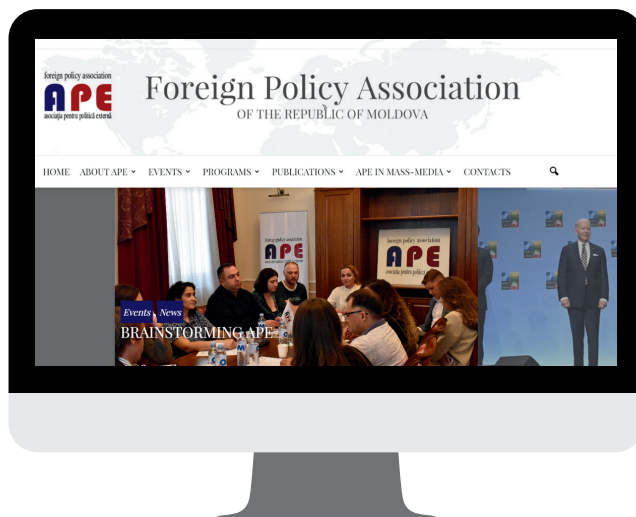 foreign policy association
APE
asociația pentru politică externă
Foreign Policy Association
OF THE REPUBLIC OF MOLDOVA
HOME ABOUT APE EVENTS PROGRAMS PUBLICATIONS APE IN MASS-MEDIA CONTACTS
foreign policy association
APE
foreign policy association
APE
asociația pentru politica
Events News
BRAINSTORMING APE